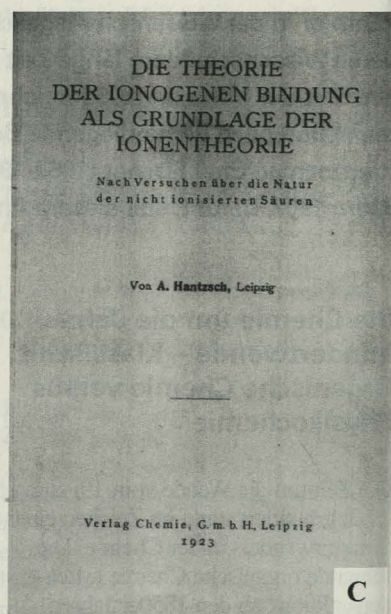 DIE THEORIE
DER IONOGENEN BINDUNG
ALS GRUNDLAGE DER
IONENTHEORIE
Nach Versuchen über die Natur
der nicht ionisierten Säuren
Von A. Hantzsch, Leipzig
Verlag Chemie, G. m. b. H., Leipzig
1923
C